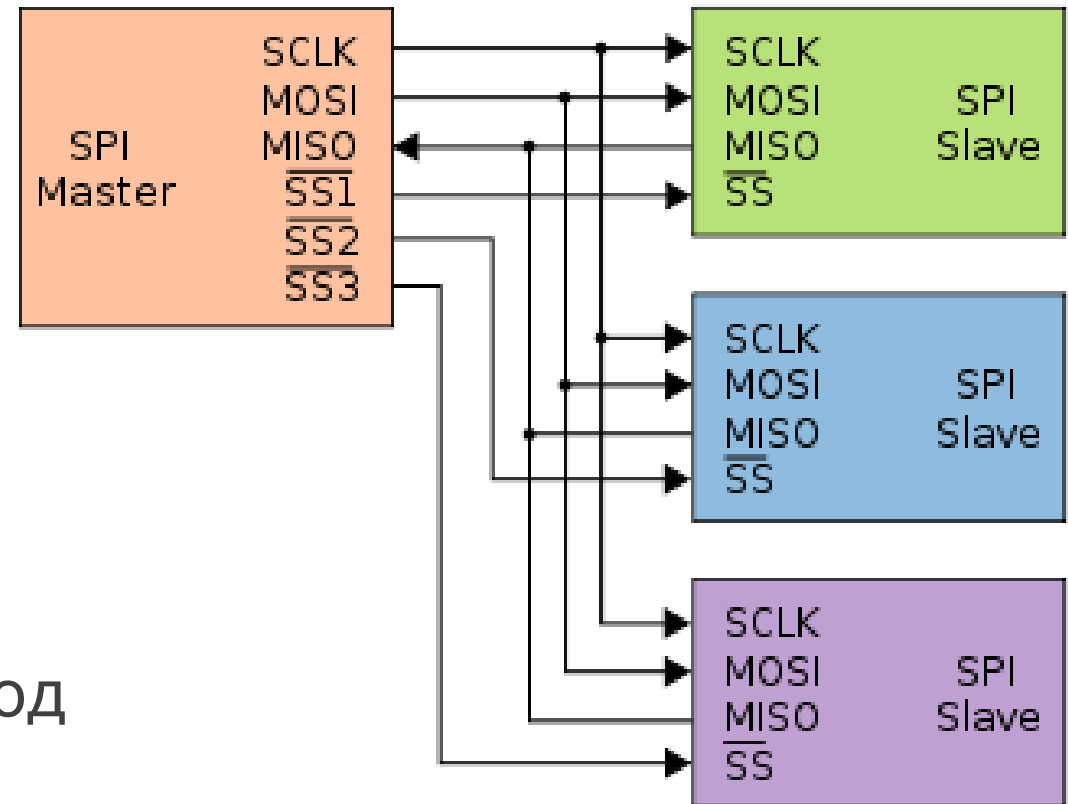 SPI
Master
SCLK
MOSI
MISO
SS1
SS2
SS3
SCLK
MOSI
MISO
SS
SPI
Slave
SCLK
MOSI
MISO
SS
SPI
Slave
SCLK
MOSI
MISO
SS
SPI
Slave
од